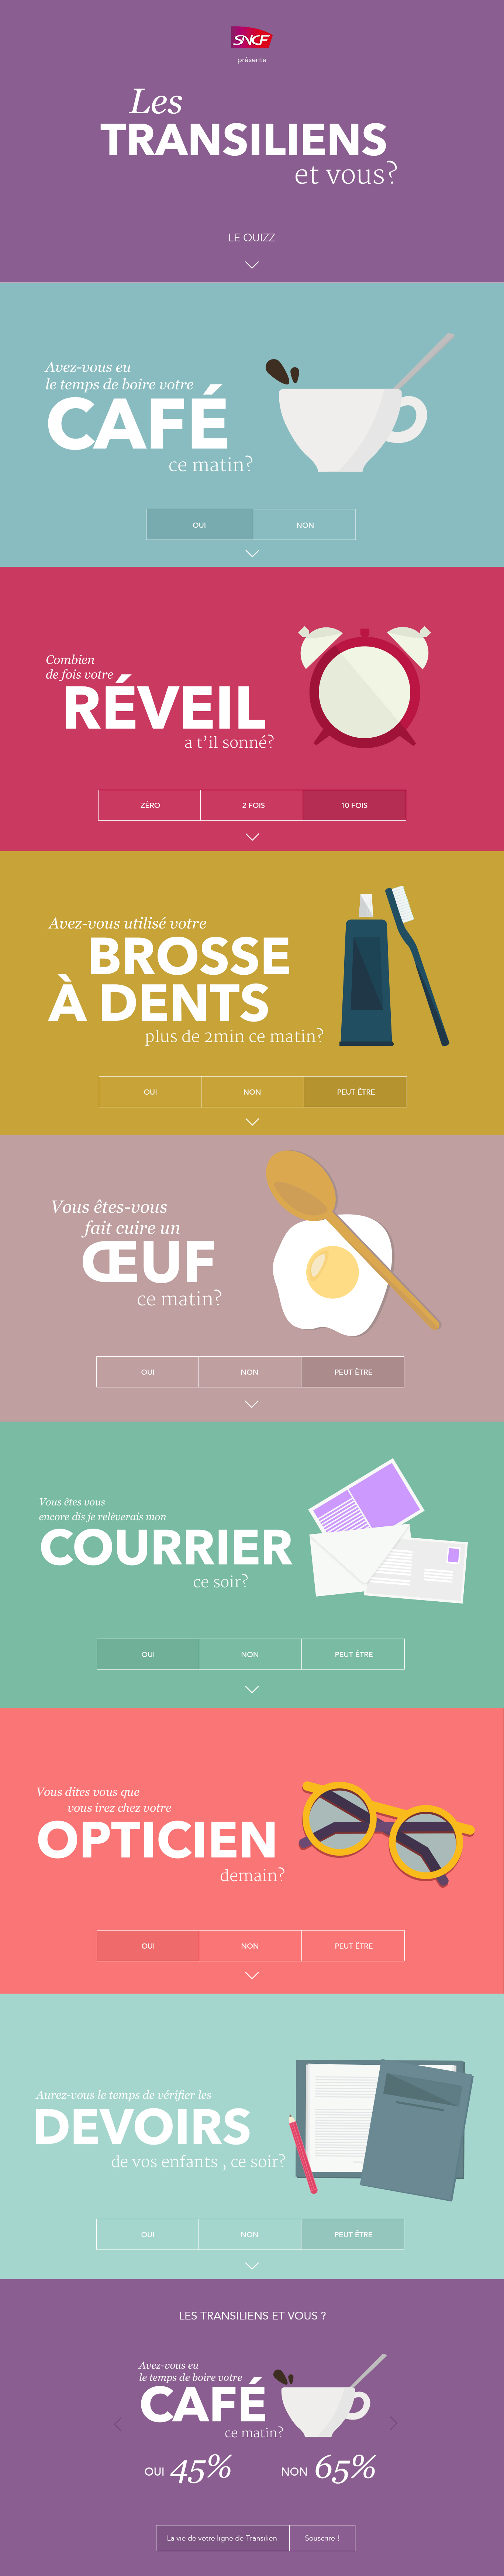 SNCF
présente
Les
TRANSILIENS
et vous?
LE QUIZZ
Avez-vous eu
le temps de boire votre
CAFÉ
ce matin?
OUI NON
Combien
de fois votre
RÉVEIL
a t'il sonné?
ZÉRO 2 FOIS 10 FOIS
Avez-vous utilisé votre
BROSSE
À DENTS
plus de 2min ce matin?
OUI NON PEUT ÊTRE
Vous êtes-vous
fait cuire un
ŒUF
ce matin?
OUI NON PEUT ÊTRE
Vous êtes vous
encore dis je relèverais mon
COURRIER
ce soir?
OUI NON PEUT ÊTRE
Vous dites vous que
vous irez chez votre
OPTICIEN
demain?
OUI NON PEUT ÊTRE
Aurez-vous le temps de vérifier les
DEVOIRS
de vos enfants , ce soir?
OUI NON PEUT ÊTRE
LES TRANSILIENS ET VOUS ?
Avez-vous eu
le temps de boire votre
CAFÉ
ce matin?
OUI 45% NON 65%
La vie de votre ligne de Transilien Souscrire !